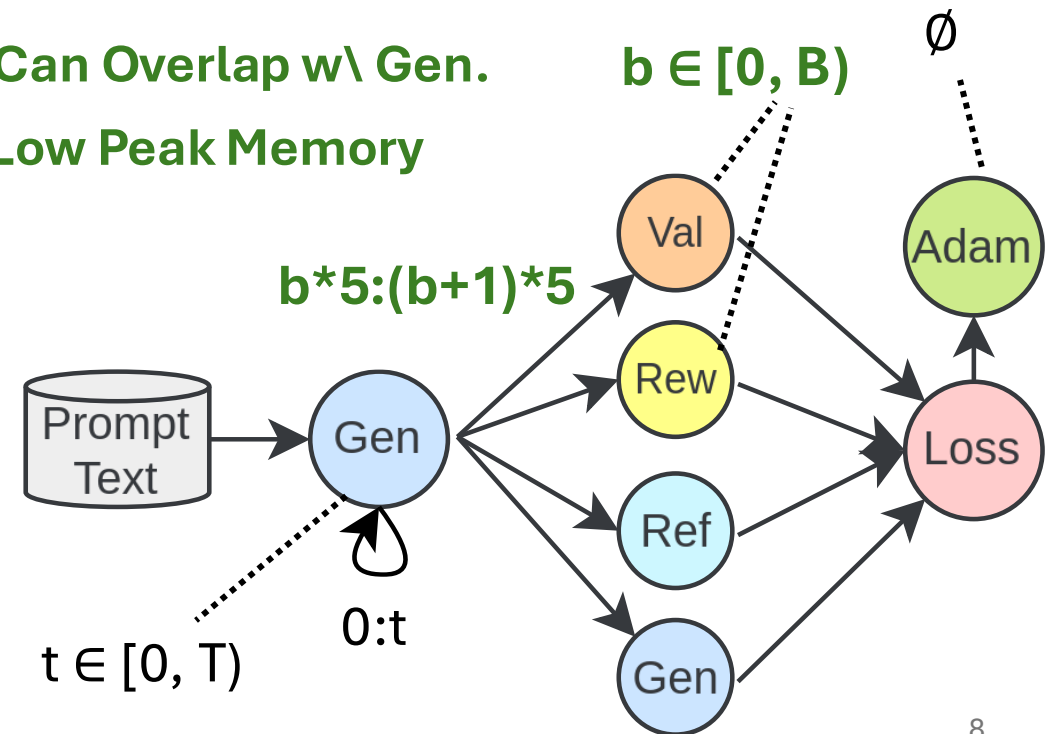 Can Overlap w\ Gen.
Low Peak Memory
b ∈ [0, B)
∅
Val
Adam
b*5:(b+1)*5
Rew
Prompt
Text
Gen
Loss
Ref
0:t
t ∈ [0, T)
Gen
8